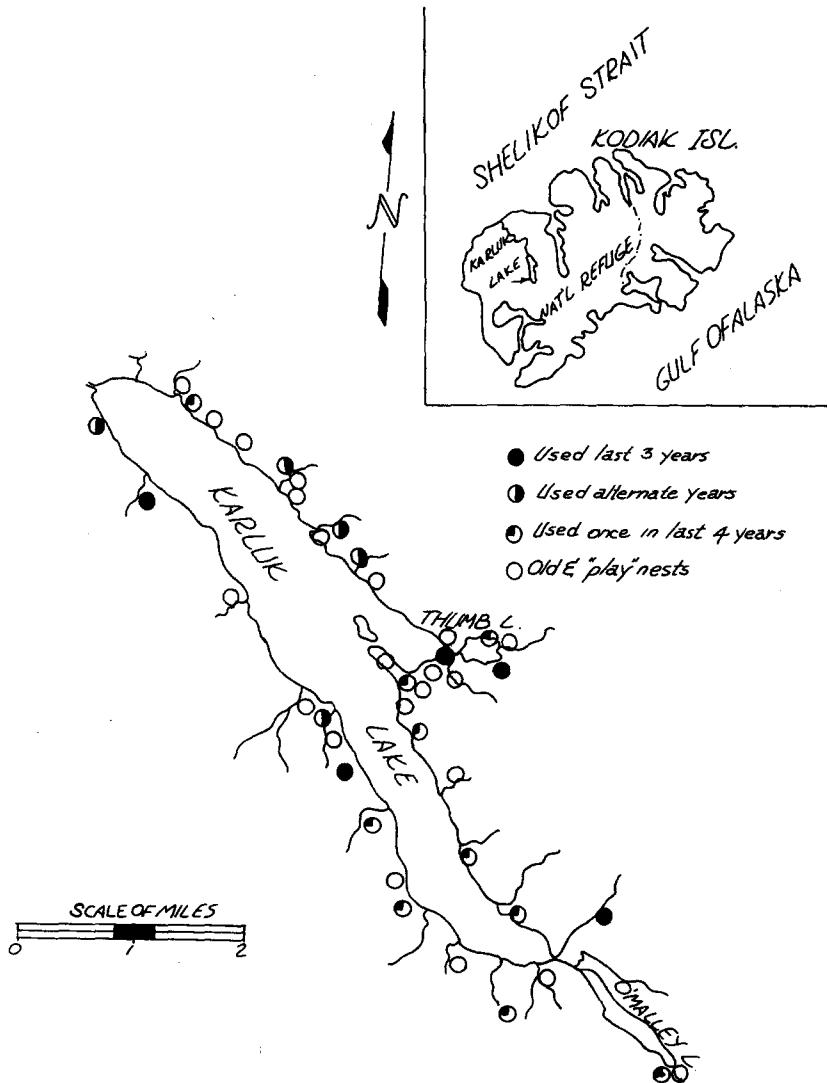 SHELIKOF STRAIT
KODIAK ISL.
N
KARLUK
LAKE
NAT'L REFUGE
GULF OF ALASKA
Used last 3 years
Used alternate years
Used once in last 4 years
Old & "play" nests
KARLUK
LAKE
THUMB L.
SCALE OF MILES
0 1 2
O'MALLEY L.